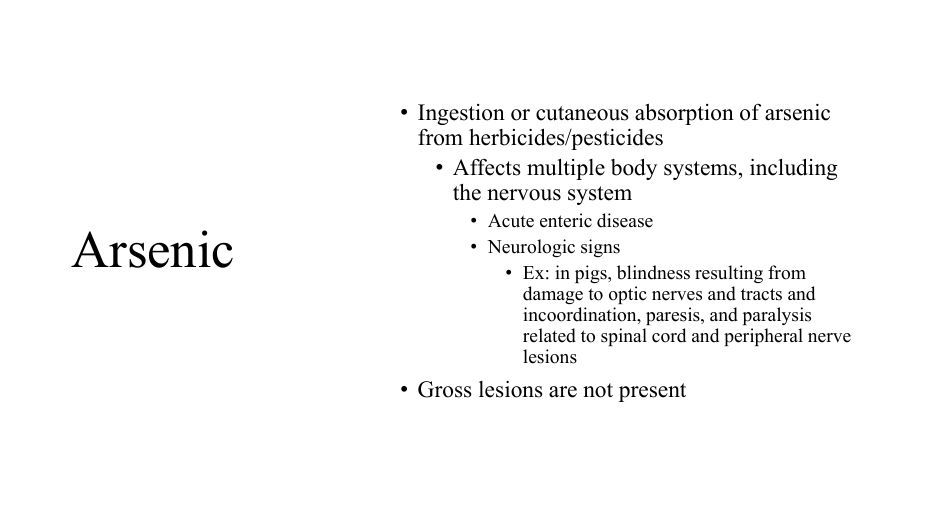 Arsenic
• Ingestion or cutaneous absorption of arsenic
from herbicides/pesticides
• Affects multiple body systems, including
the nervous system
• Acute enteric disease
• Neurologic signs
• Ex: in pigs, blindness resulting from
damage to optic nerves and tracts and
incoordination, paresis, and paralysis
related to spinal cord and peripheral nerve
lesions
• Gross lesions are not present